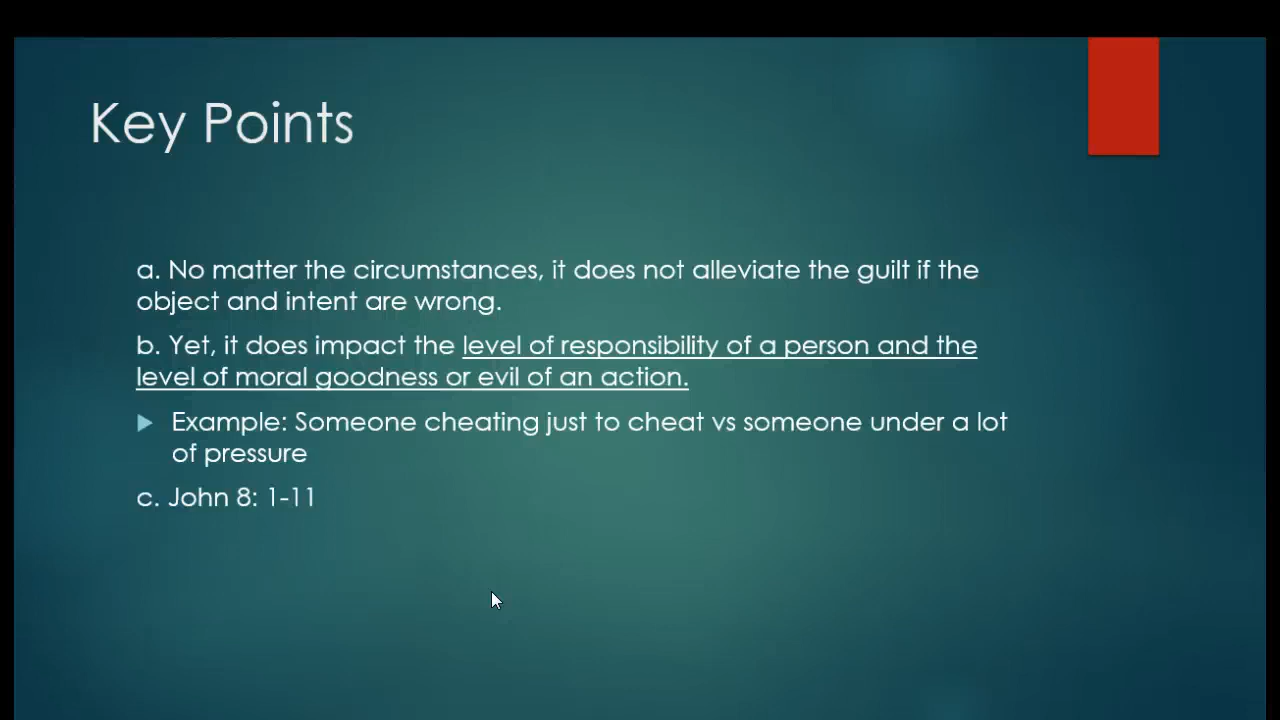 Key Points
a. No matter the circumstances, it does not alleviate the guilt if the
object and intent are wrong.
b. Yet, it does impact the level of responsibility of a person and the
level of moral goodness or evil of an action.
Example: Someone cheating just to cheat vs someone under a lot
of pressure
c. John 8: 1-11